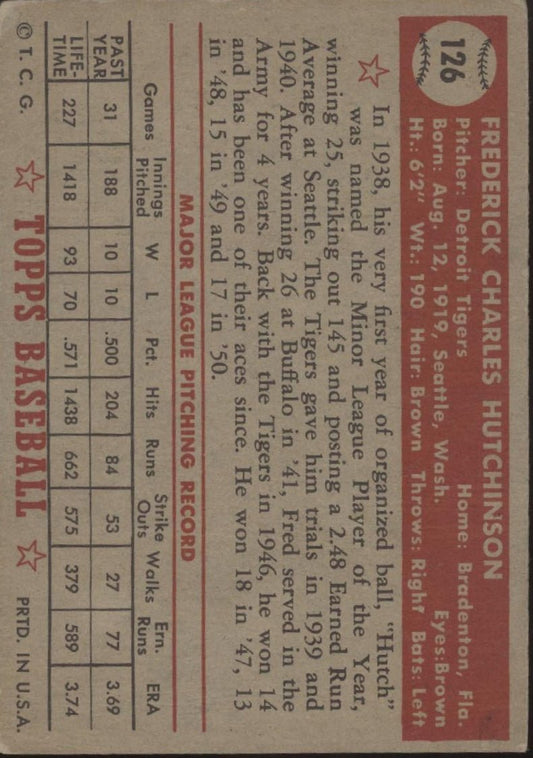 126
FREDERICK CHARLES HUTCHINSON
Pitcher: Detroit Tigers Home: Bradenton, Fla.
Born: Aug. 12, 1919, Seattle, Wash. Eyes:Brown
Ht.: 6'2" Wt.: 190 Hair: Brown Throws: Right Bats: Left
In 1938, his very first year of organized ball, "Hutch"
was named the Minor League Player of the Year,
winning 25, striking out 145 and posting a 2.48 Earned Run
Average at Seattle. The Tigers gave him trials in 1939 and
1940. After winning 26 at Buffalo in '41, Fred served in the
Army for 4 years. Back with the Tigers in 1946, he won 14
and has been one of their aces since. He won 18 in '47, 13
in '48, 15 in '49 and 17 in '50.
MAJOR LEAGUE PITCHING RECORD
Games Innings Pitched W L Pct. Hits Runs Strike Outs Walks Ern. Runs ERA
PAST YEAR 31 188 10 10 .500 204 84 53 27 77 3.69
LIFE-TIME 227 1418 93 70 .571 1438 662 575 379 589 3.74
© T. C. G. TOPPS BASEBALL PRTD. IN U.S.A.